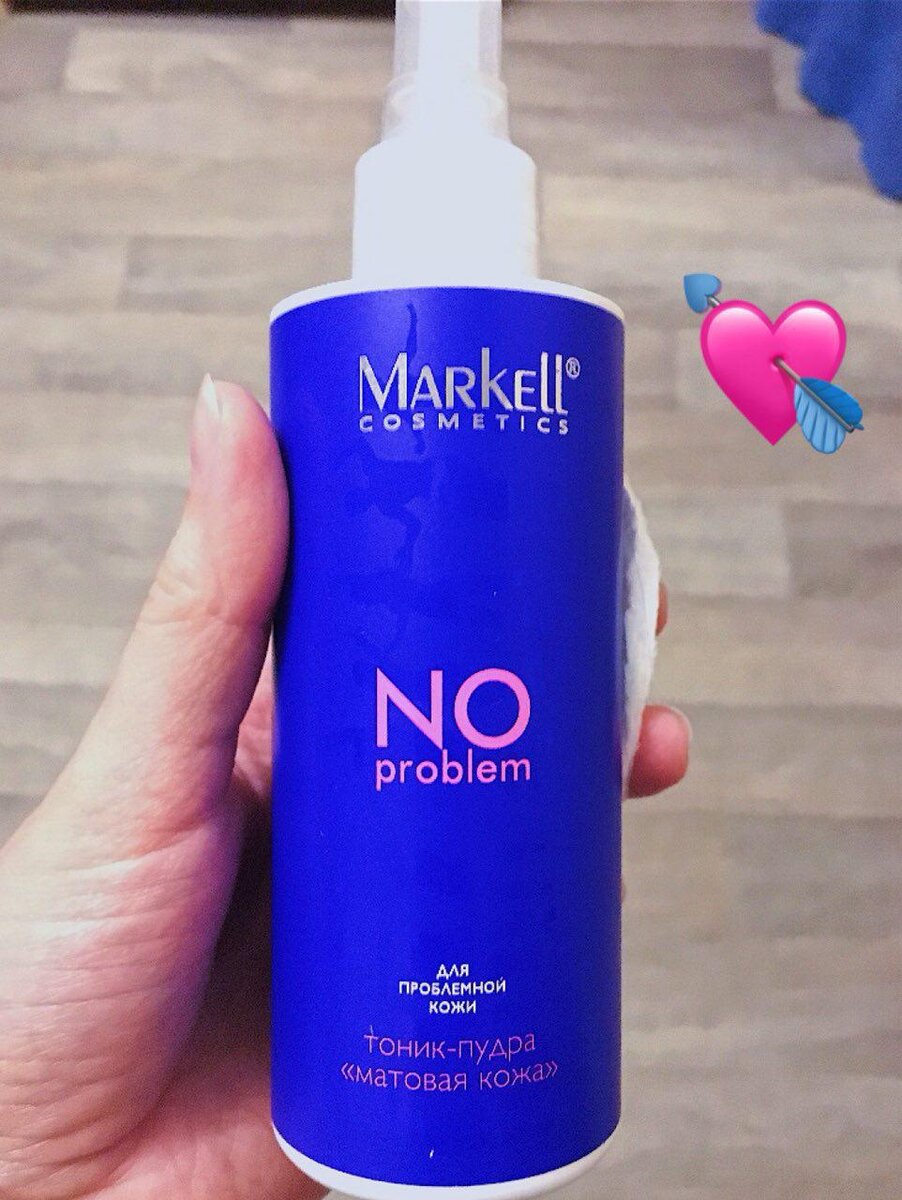 Markell®
COSMETICS
NO
problem
ДЛЯ
ПРОБЛЕМНОЙ
КОЖИ
тоник-пудра
«матовая кожа»